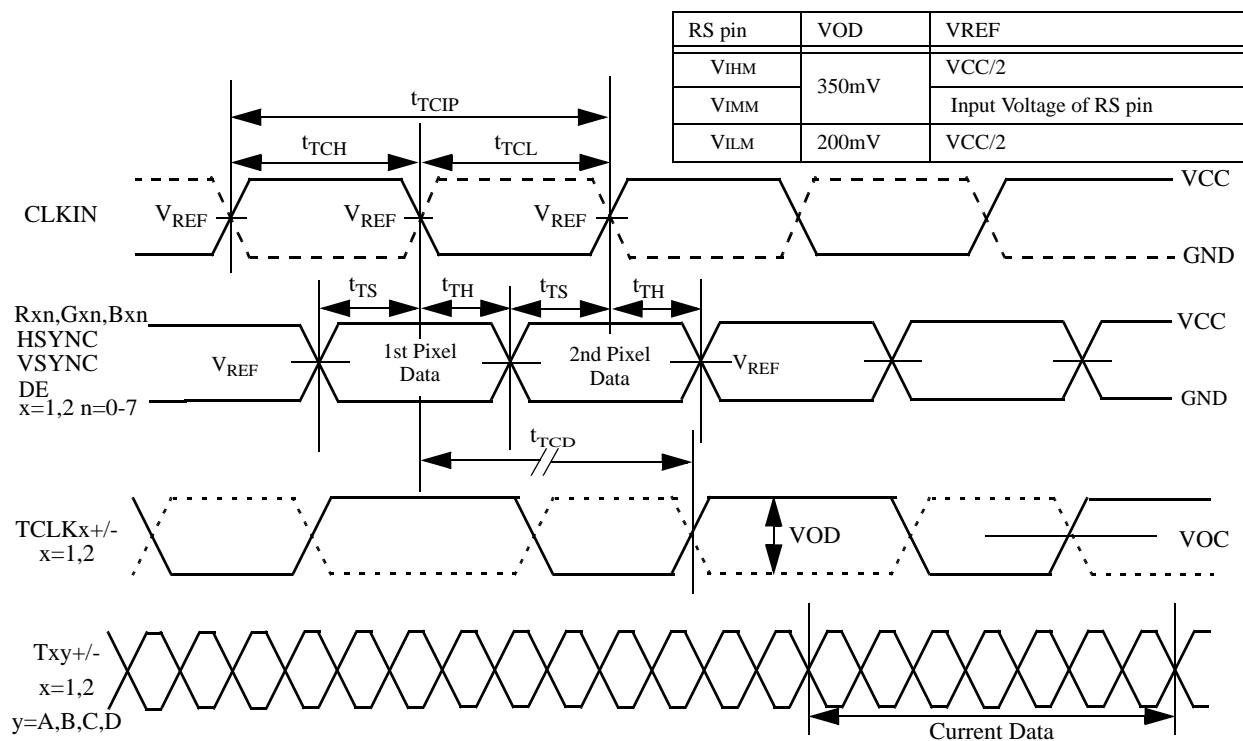 RS pin VOD VREF
VIHM 350mV VCC/2
VIMM Input Voltage of RS pin
VILM 200mV VCC/2
tTCIP
tTCH tTCL
CLKIN VREF VREF VREF VCC
GND
tTS tTH tTS tTH
Rxn,Gxn,Bxn
HSYNC
VSYNC
DE
x=1,2 n=0-7
VREF
1st Pixel
Data
2nd Pixel
Data
VREF
VCC
GND
tTCD
TCLKx+/-
x=1,2
VOD
VOC
Txy+/-
x=1,2
y=A,B,C,D
Current Data